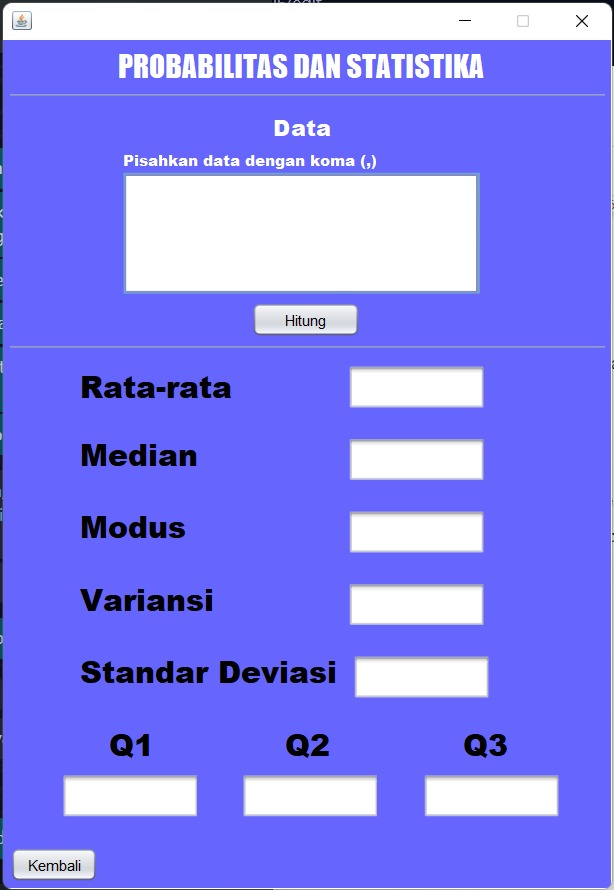 PROBABILITAS DAN STATISTIKA
Data
Pisahkan data dengan koma (,)
Hitung
Rata-rata
Median
Modus
Variansi
Standar Deviasi
Q1 Q2 Q3
Kembali